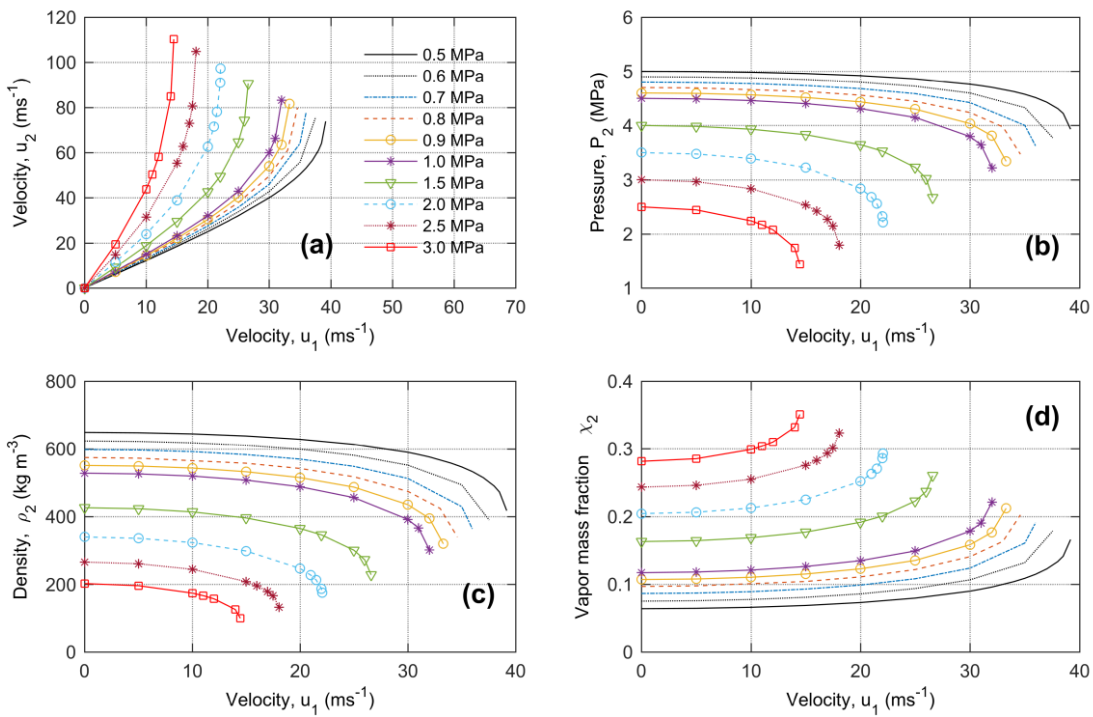 120
100
80
60
40
20
0
Velocity, u2 (ms-1)
0 10 20 30 40 50 60 70
Velocity, u1 (ms-1)
0.5 MPa
0.6 MPa
0.7 MPa
0.8 MPa
0.9 MPa
1.0 MPa
1.5 MPa
2.0 MPa
2.5 MPa
3.0 MPa
(a)
6
5
4
3
2
1
Pressure, P2 (MPa)
0 10 20 30 40
Velocity, u1 (ms-1)
(b)
800
600
400
200
0
Density, ρ2 (kg m-3)
0 10 20 30 40
Velocity, u1 (ms-1)
(c)
0.4
0.3
0.2
0.1
0
Vapor mass fraction χ2
0 10 20 30 40
Velocity, u1 (ms-1)
(d)